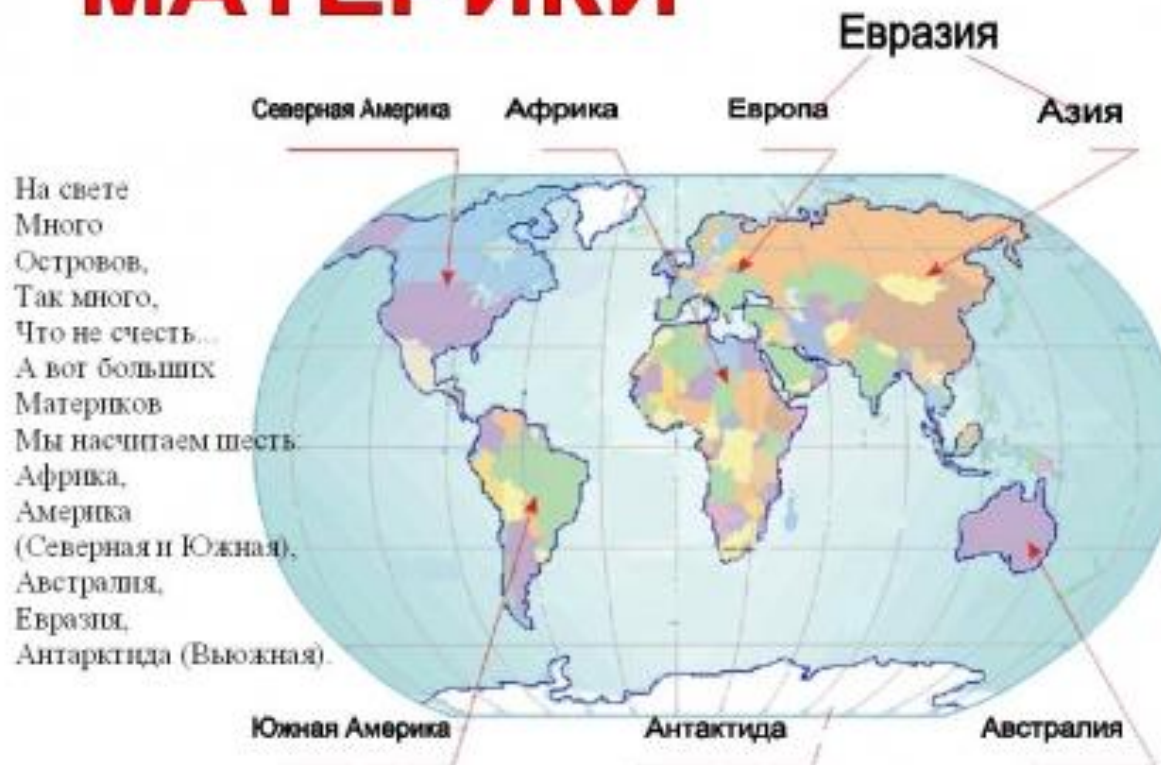 МАТЕРИКИ
Евразия
Северная Америка Африка Европа Азия
На свете
Много
Островов,
Так много,
Что не счесть...
А вот больших
Материков
Мы насчитаем шесть:
Африка,
Америка
(Северная и Южная),
Австралия,
Евразия,
Антарктида (Вьюжная).
Южная Америка Антактида Австралия